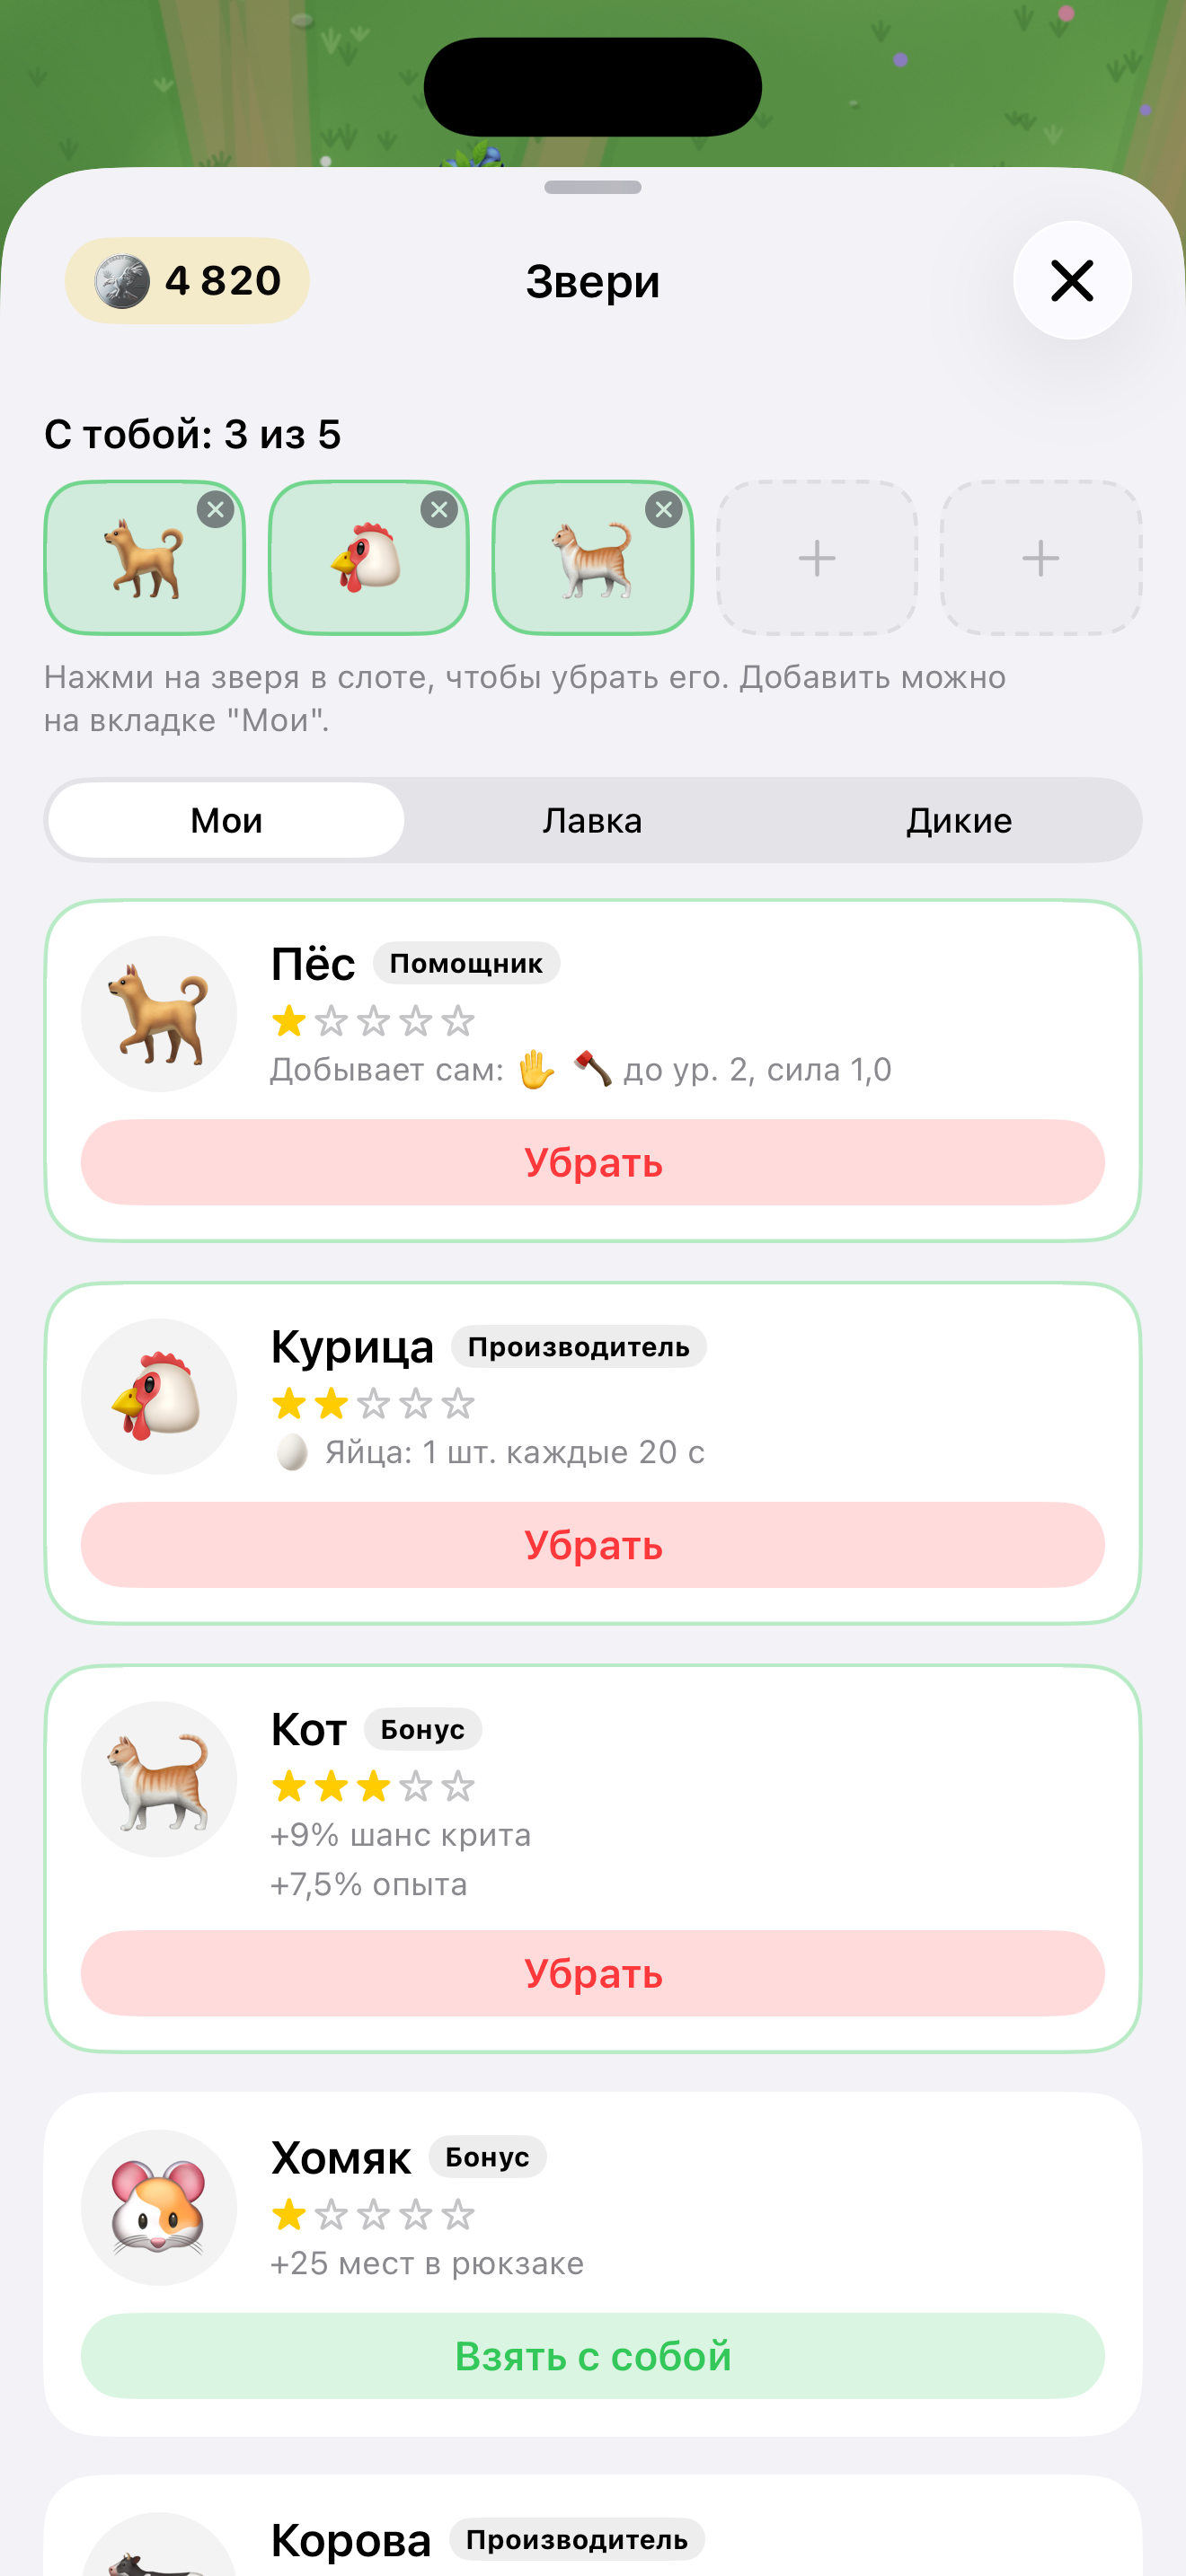 4 820
Звери
С тобой: 3 из 5
Нажми на зверя в слоте, чтобы убрать его. Добавить можно
на вкладке "Мои".
Мои
Лавка
Дикие
Пёс
Помощник
Добывает сам: ✋ 🪓 до ур. 2, сила 1,0
Убрать
Курица
Производитель
Яйца: 1 шт. каждые 20 с
Убрать
Кот
Бонус
+9% шанс крита
+7,5% опыта
Убрать
Хомяк
Бонус
+25 мест в рюкзаке
Взять с собой
Корова
Производитель